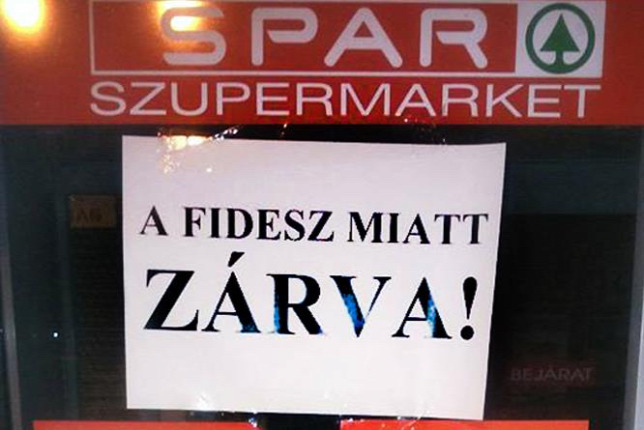 SPAR
SZUPERMARKET
A FIDESZ MIATT
ZÁRVA!
BEJÁRAT